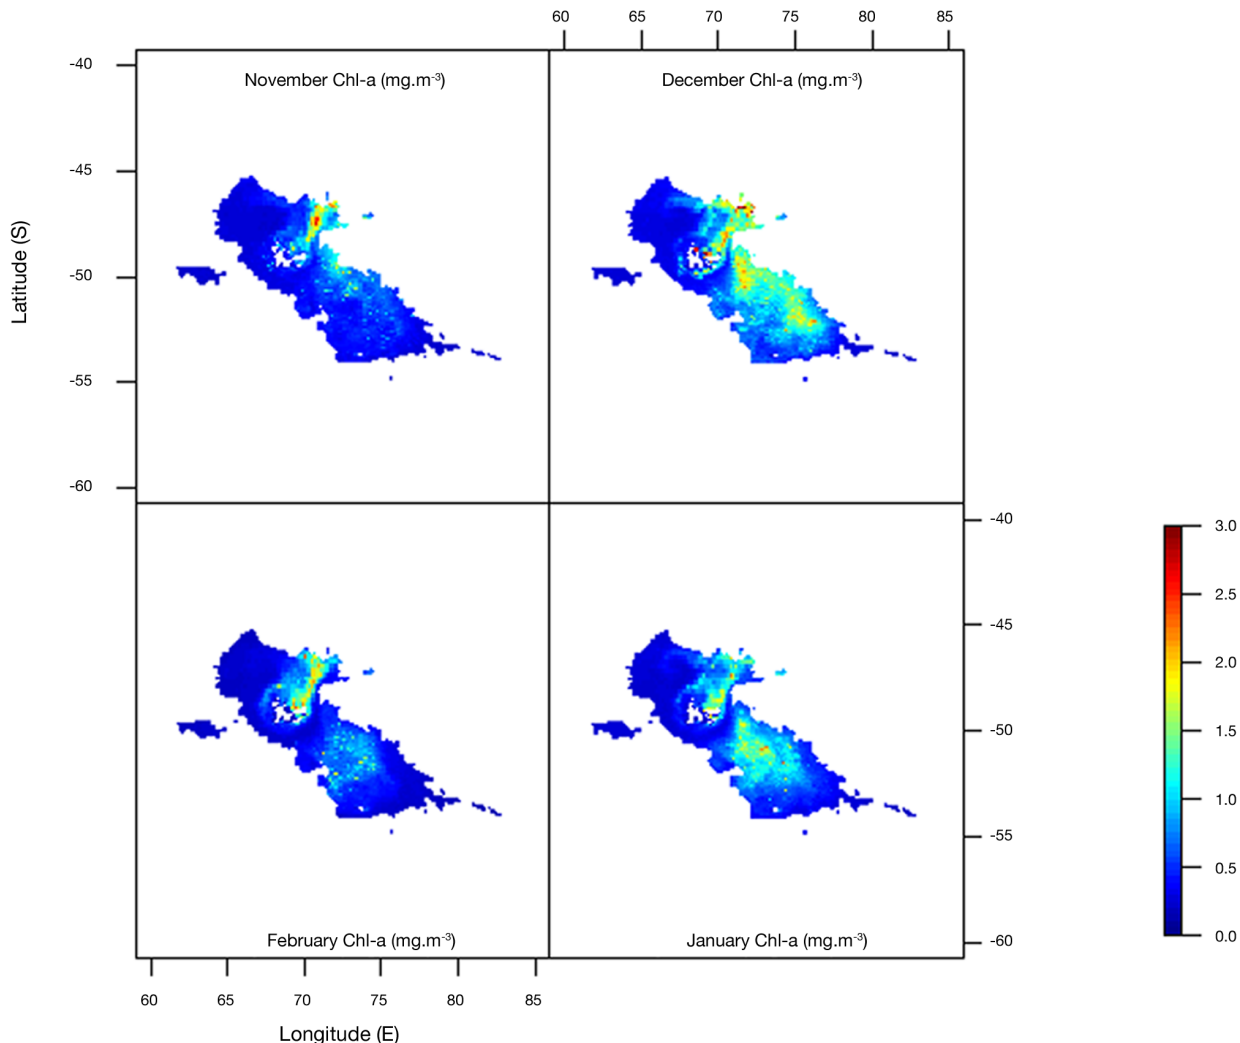 60 65 70 75 80 85
November Chl-a (mg.m-3)
December Chl-a (mg.m-3)
-40
-45
-50
-55
-60
Latitude (S)
-40
-45
-50
-55
-60
3.0
2.5
2.0
1.5
1.0
0.5
0.0
February Chl-a (mg.m-3)
January Chl-a (mg.m-3)
60 65 70 75 80 85
Longitude (E)